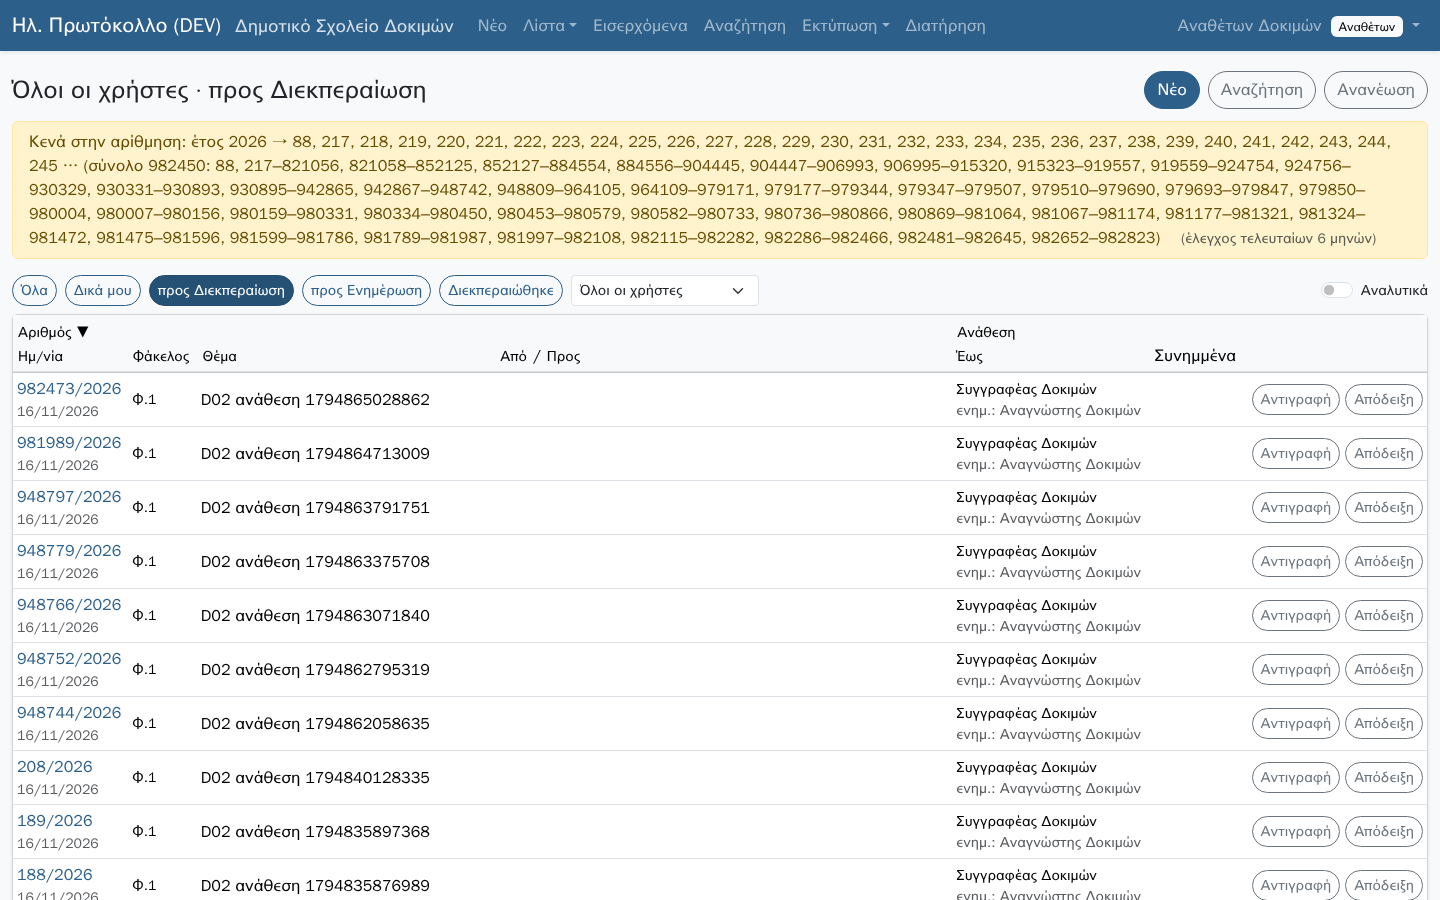 Ηλ. Πρωτόκολλο (DEV) Δημοτικό Σχολείο Δοκιμών Νέο Λίστα Εισερχόμενα Αναζήτηση Εκτύπωση Διατήρηση Αναθέτων Δοκιμών Αναθέτων
Όλοι οι χρήστες · προς Διεκπεραίωση Νέο Αναζήτηση Ανανέωση
Κενά στην αρίθμηση: έτος 2026 → 88, 217, 218, 219, 220, 221, 222, 223, 224, 225, 226, 227, 228, 229, 230, 231, 232, 233, 234, 235, 236, 237, 238, 239, 240, 241, 242, 243, 244,
245 ··· (σύνολο 982450: 88, 217–821056, 821058–852125, 852127–884554, 884556–904445, 904447–906993, 906995–915320, 915323–919557, 919559–924754, 924756–
930329, 930331–930893, 930895–942865, 942867–948742, 948809–964105, 964109–979171, 979177–979344, 979347–979507, 979510–979690, 979693–979847, 979850–
980004, 980007–980156, 980159–980331, 980334–980450, 980453–980579, 980582–980733, 980736–980866, 980869–981064, 981067–981174, 981177–981321, 981324–
981472, 981475–981596, 981599–981786, 981789–981987, 981997–982108, 982115–982282, 982286–982466, 982481–982645, 982652–982823) (έλεγχος τελευταίων 6 μηνών)
Όλα Δικά μου προς Διεκπεραίωση προς Ενημέρωση Διεκπεραιώθηκε Όλοι οι χρήστες Αναλυτικά
Αριθμός ▼ Ανάθεση
Ημ/νία Φάκελος Θέμα Από / Προς Έως Συνημμένα
982473/2026 Φ.1 D02 ανάθεση 1794865028862 Συγγραφέας Δοκιμών Αντιγραφή Απόδειξη
16/11/2026 ενημ.: Αναγνώστης Δοκιμών
981989/2026 Φ.1 D02 ανάθεση 1794864713009 Συγγραφέας Δοκιμών Αντιγραφή Απόδειξη
16/11/2026 ενημ.: Αναγνώστης Δοκιμών
948797/2026 Φ.1 D02 ανάθεση 1794863791751 Συγγραφέας Δοκιμών Αντιγραφή Απόδειξη
16/11/2026 ενημ.: Αναγνώστης Δοκιμών
948779/2026 Φ.1 D02 ανάθεση 1794863375708 Συγγραφέας Δοκιμών Αντιγραφή Απόδειξη
16/11/2026 ενημ.: Αναγνώστης Δοκιμών
948766/2026 Φ.1 D02 ανάθεση 1794863071840 Συγγραφέας Δοκιμών Αντιγραφή Απόδειξη
16/11/2026 ενημ.: Αναγνώστης Δοκιμών
948752/2026 Φ.1 D02 ανάθεση 1794862795319 Συγγραφέας Δοκιμών Αντιγραφή Απόδειξη
16/11/2026 ενημ.: Αναγνώστης Δοκιμών
948744/2026 Φ.1 D02 ανάθεση 1794862058635 Συγγραφέας Δοκιμών Αντιγραφή Απόδειξη
16/11/2026 ενημ.: Αναγνώστης Δοκιμών
208/2026 Φ.1 D02 ανάθεση 1794840128335 Συγγραφέας Δοκιμών Αντιγραφή Απόδειξη
16/11/2026 ενημ.: Αναγνώστης Δοκιμών
189/2026 Φ.1 D02 ανάθεση 1794835897368 Συγγραφέας Δοκιμών Αντιγραφή Απόδειξη
16/11/2026 ενημ.: Αναγνώστης Δοκιμών
188/2026 Φ.1 D02 ανάθεση 1794835876989 Συγγραφέας Δοκιμών Αντιγραφή Απόδειξη
16/11/2026 ενημ.: Αναγνώστης Δοκιμών